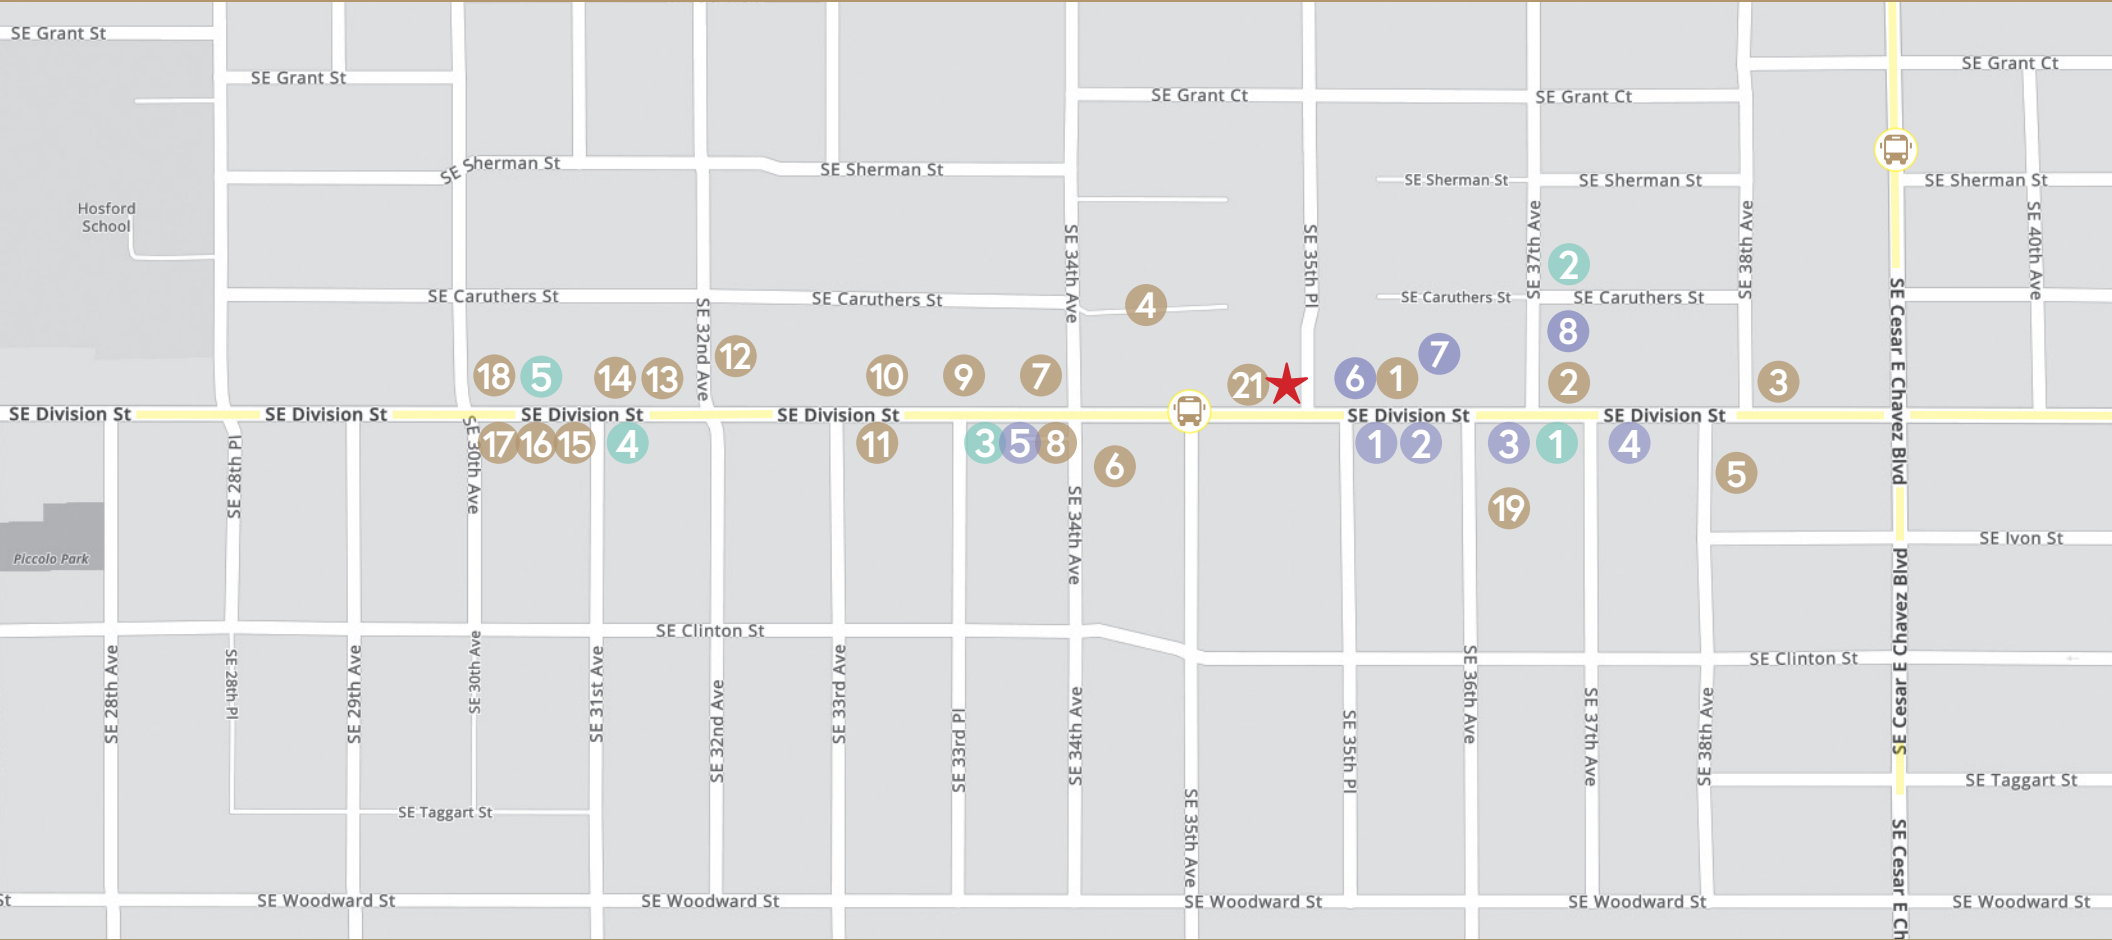 SE Grant St
SE Grant St
SE Grant Ct
SE Grant Ct
SE Grant Ct
SE Sherman St
SE Sherman St
SE Sherman St
SE Sherman St
SE Sherman St
Hosford
School
SE 34th Ave
SE 35th Pl
SE 37th Ave
SE 38th Ave
SE 40th Ave
2
SE Caruthers St
SE Caruthers St
SE Caruthers St
SE Caruthers St
4
SE 32nd Ave
SE Cesar E Chavez Blvd
8
12
7
18
5
14
13
10
9
7
21
6
1
2
3
SE Division St
SE Division St
SE Division St
SE Division St
SE Division St
SE Division St
17
16
15
4
11
3
5
8
6
1
2
3
1
4
5
19
SE 28th Pl
SE 30th Ave
SE 34th Ave
Piccolo Park
SE Ivon St
SE Cesar E Chavez Blvd
SE Clinton St
SE Clinton St
SE 28th Ave
SE 28th Pl
SE 29th Ave
SE 30th Ave
SE 31st Ave
SE 32nd Ave
SE 33rd Ave
SE 33rd Pl
SE 34th Ave
SE 35th Ave
SE 35th Pl
SE 36th Ave
SE 37th Ave
SE 38th Ave
SE Taggart St
SE Taggart St
SE Cesar E Ch
St
SE Woodward St
SE Woodward St
SE Woodward St
SE Woodward St
SE Woodward St